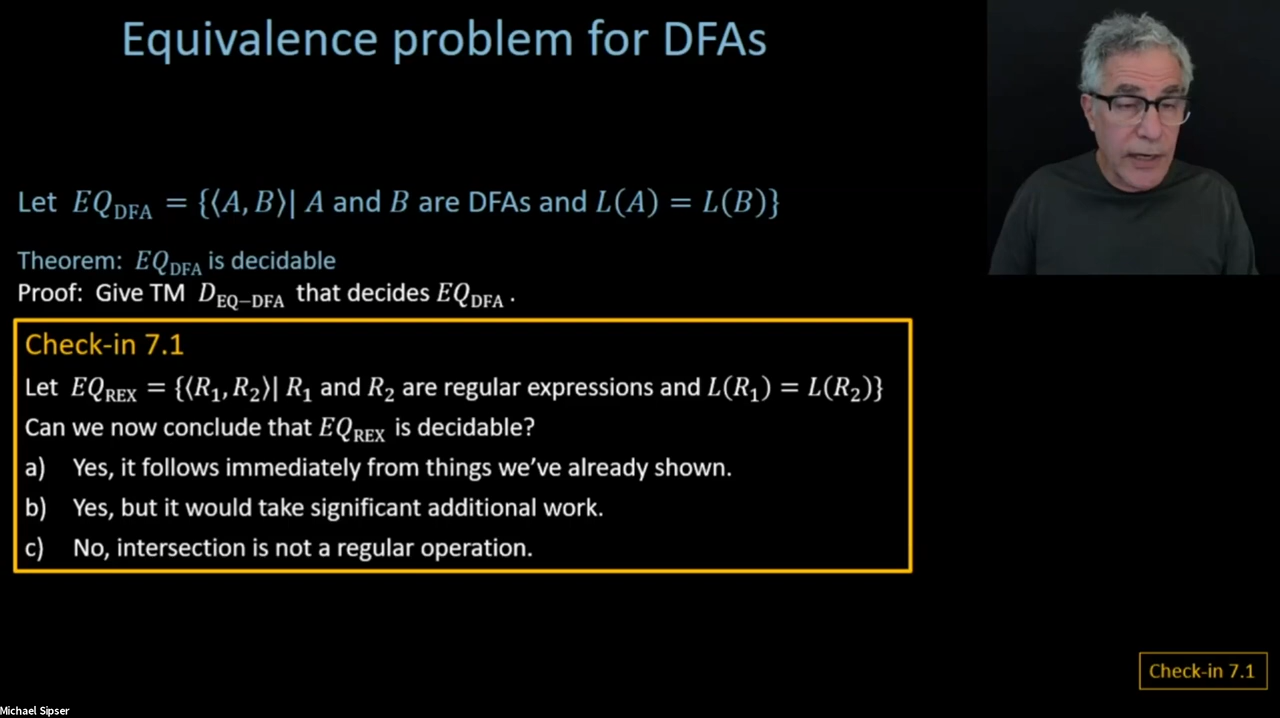 Equivalence problem for DFAs
Let EQ_DFA = {⟨A, B⟩| A and B are DFAs and L(A) = L(B)}
Theorem: EQ_DFA is decidable
Proof: Give TM D_EQ−DFA that decides EQ_DFA .
Check-in 7.1
Let EQ_REX = {⟨R₁, R₂⟩| R₁ and R₂ are regular expressions and L(R₁) = L(R₂)}
Can we now conclude that EQ_REX is decidable?
a) Yes, it follows immediately from things we’ve already shown.
b) Yes, but it would take significant additional work.
c) No, intersection is not a regular operation.
Check-in 7.1
Michael Sipser